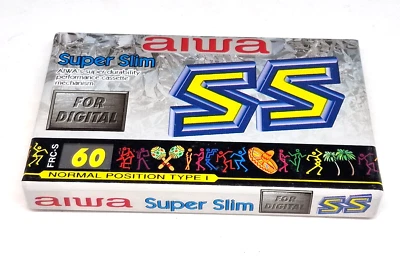 aiwa
Super Slim
AIWA's super durability,
performance cassette
mechanism
SS
FOR
DIGITAL
FRC-S
60
NORMAL POSITION TYPE I
aiwa Super Slim FOR DIGITAL SS